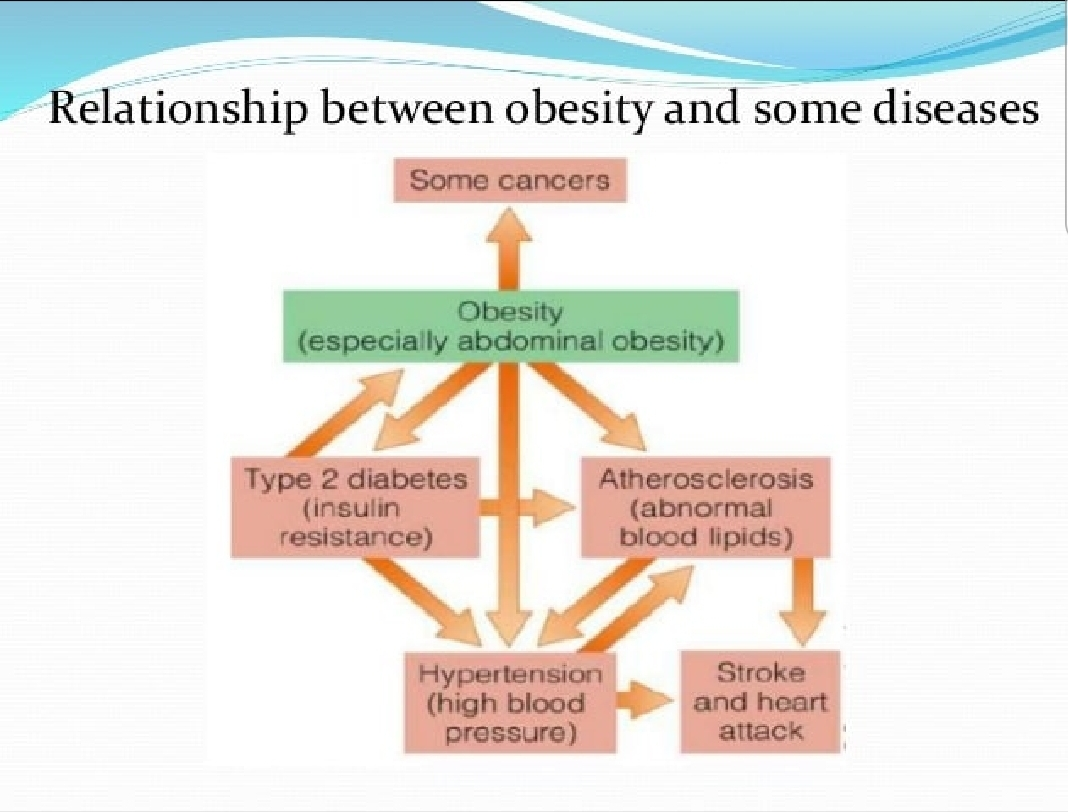 Relationship between obesity and some diseases
Some cancers
Obesity
(especially abdominal obesity)
Type 2 diabetes
(insulin
resistance)
Atherosclerosis
(abnormal
blood lipids)
Hypertension
(high blood
pressure)
Stroke
and heart
attack